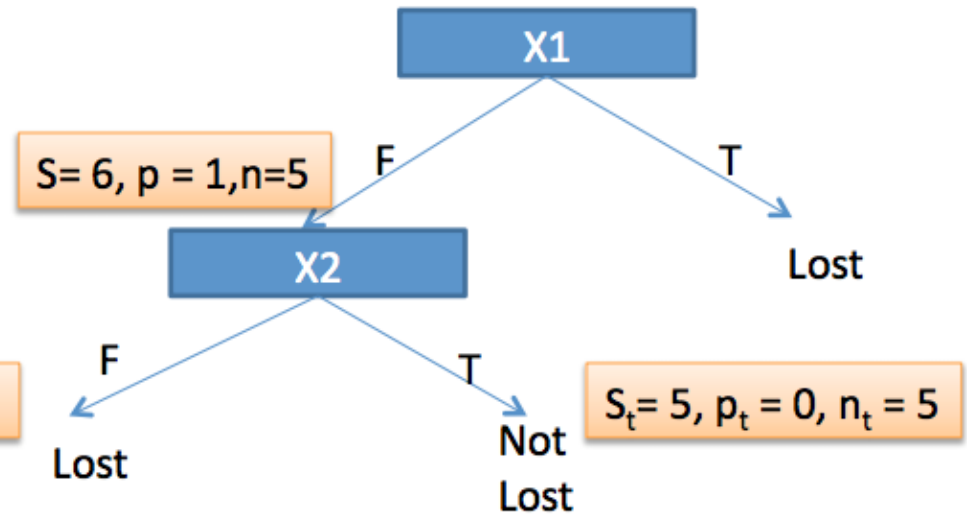 X1
F
T
S= 6, p = 1,n=5
X2
Lost
F
T
Sₜ= 5, pₜ = 0, nₜ = 5
Not
Lost
Lost